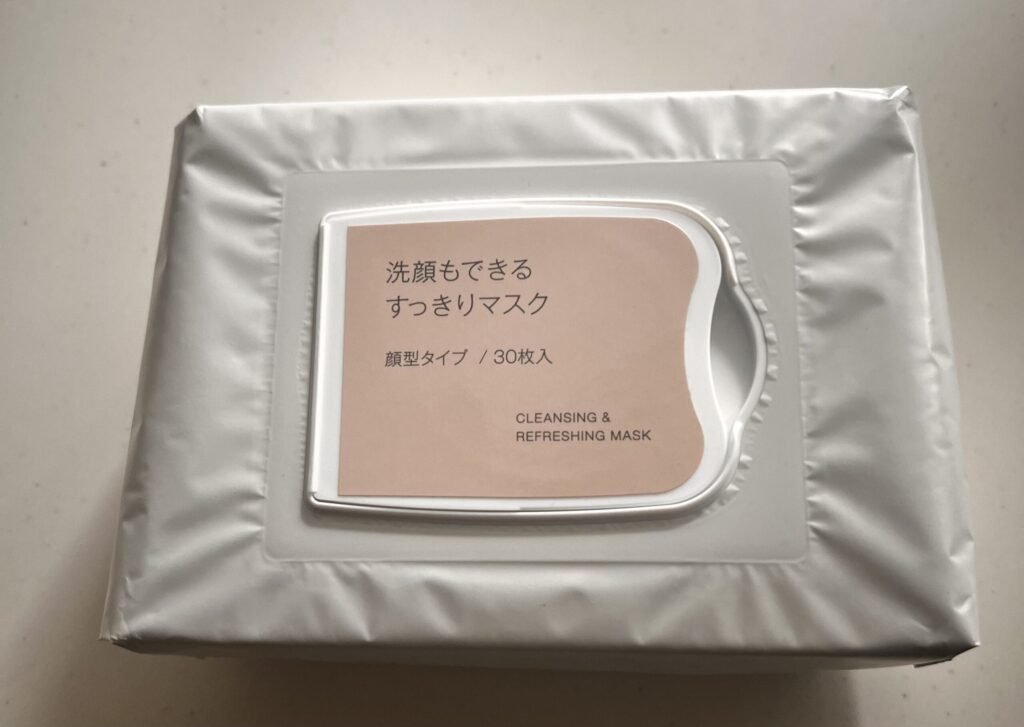 洗顔もできる
すっきりマスク
顔型タイプ / 30枚入
CLEANSING &
REFRESHING MASK